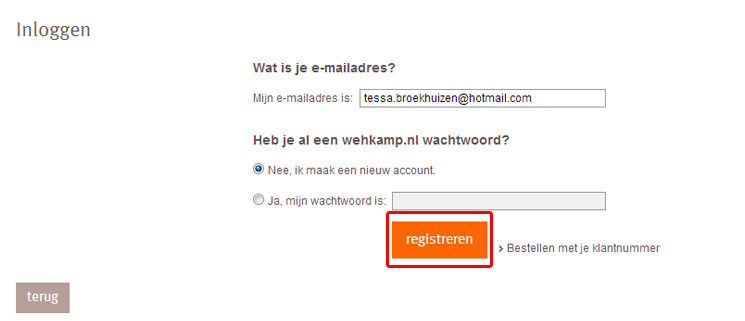 Inloggen
Wat is je e-mailadres?
Mijn e-mailadres is: tessa.broekhuizen@hotmail.com
Heb je al een wehkamp.nl wachtwoord?
Nee, ik maak een nieuw account.
Ja, mijn wachtwoord is:
registreren
› Bestellen met je klantnummer
terug